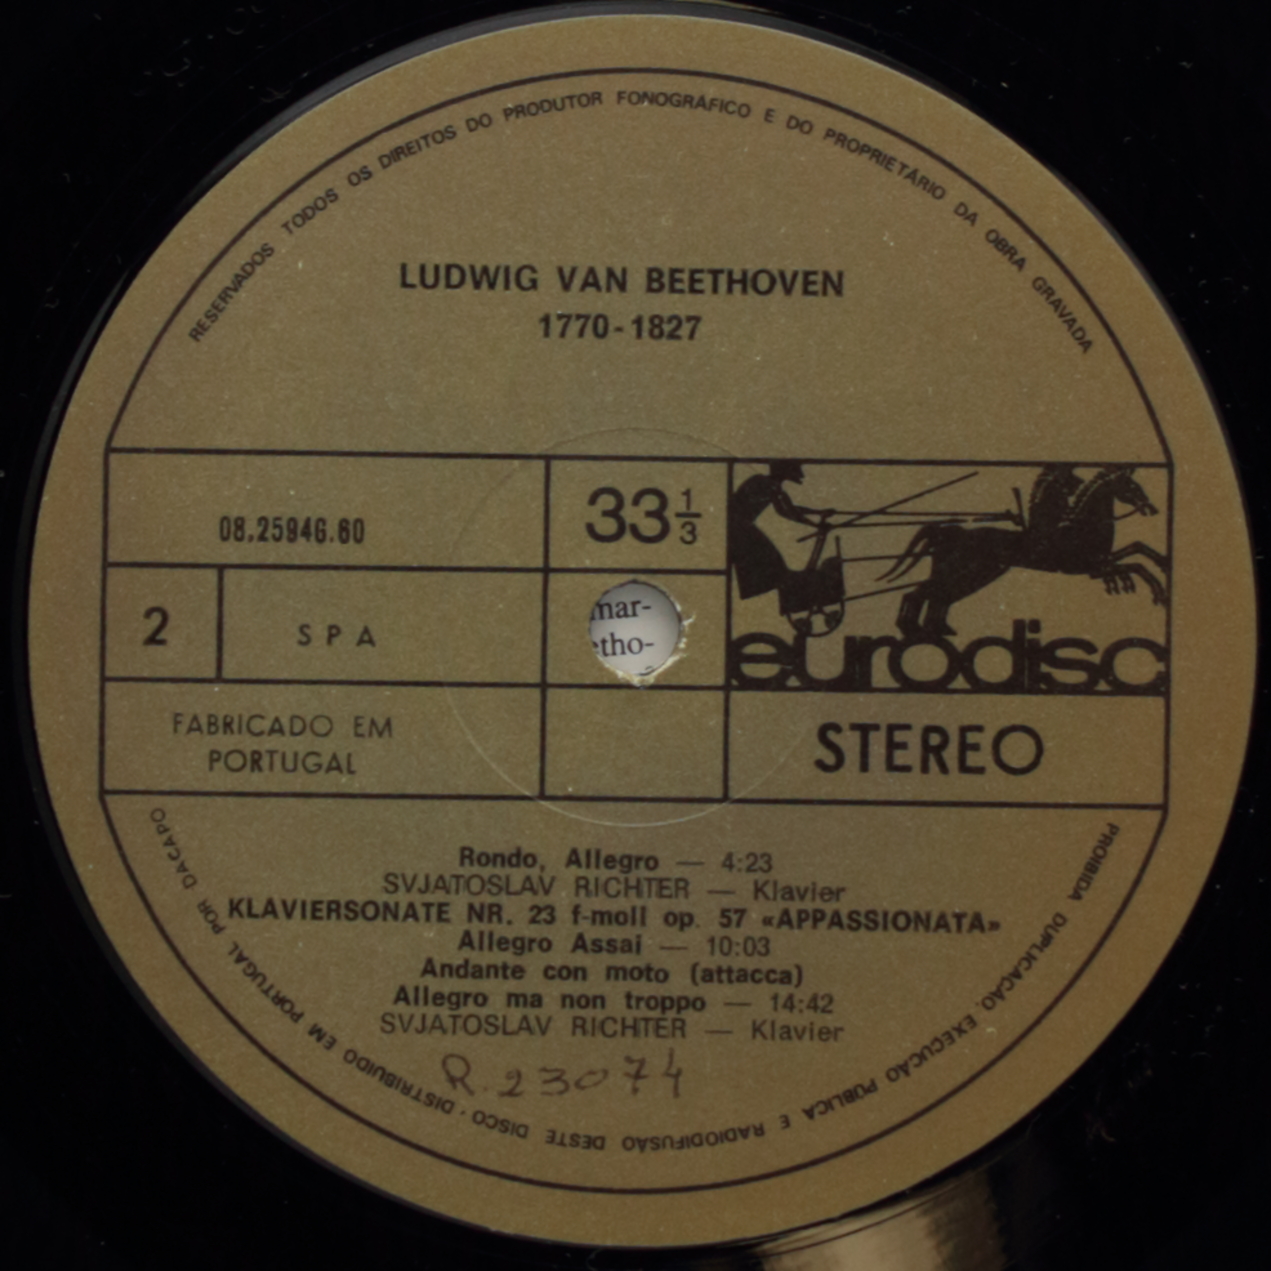 RESERVADOS TODOS OS DIREITOS DO PRODUTOR FONOGRÁFICO E DO PROPRIETÁRIO DA OBRA GRAVADA
LUDWIG VAN BEETHOVEN
1770-1827
08.25946.60
33 1/3
2
SPA
mar-
etho-
eurodisc
FABRICADO EM
PORTUGAL
STEREO
Rondo, Allegro — 4:23
SVJATOSLAV RICHTER — Klavier
KLAVIERSONATE NR. 23 f-moll op. 57 «APPASSIONATA»
Allegro Assai — 10:03
Andante con moto (attacca)
Allegro ma non troppo — 14:42
SVJATOSLAV RICHTER — Klavier
R. 23074
PROIBIDA DUPLICAÇÃO, EXECUÇÃO PÚBLICA E RADIODIFUSÃO DESTE DISCO · DISTRIBUIDO EM PORTUGAL POR DACAPO